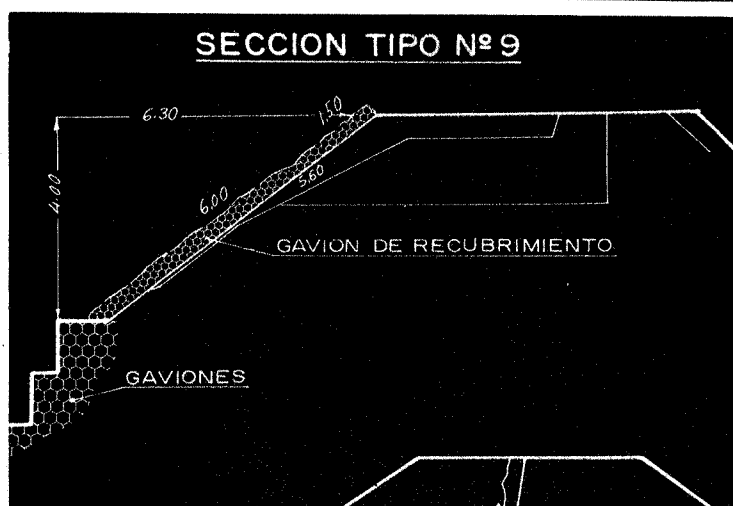 SECCION TIPO Nº 9
6.30
1.50
4.00
6.00
5.60
GAVION DE RECUBRIMIENTO
GAVIONES